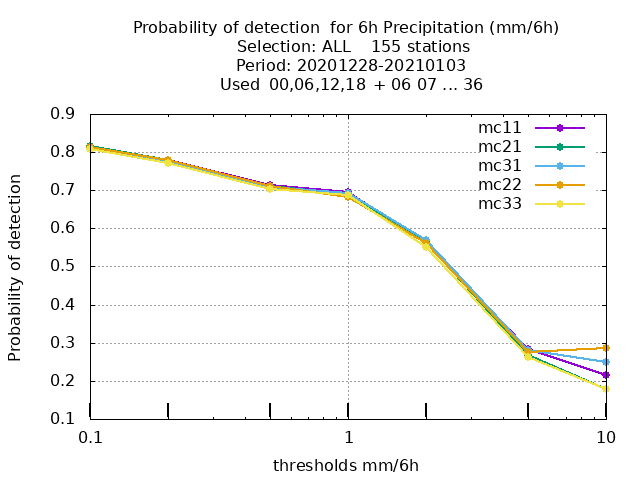 Probability of detection  for 6h Precipitation (mm/6h)
Selection: ALL    155 stations
Period: 20201228-20210103
Used  00,06,12,18  + 06 07 ... 36
mc11
mc21
mc31
mc22
mc33
Probability of detection
0.9
0.8
0.7
0.6
0.5
0.4
0.3
0.2
0.1
0.1 1 10
thresholds mm/6h